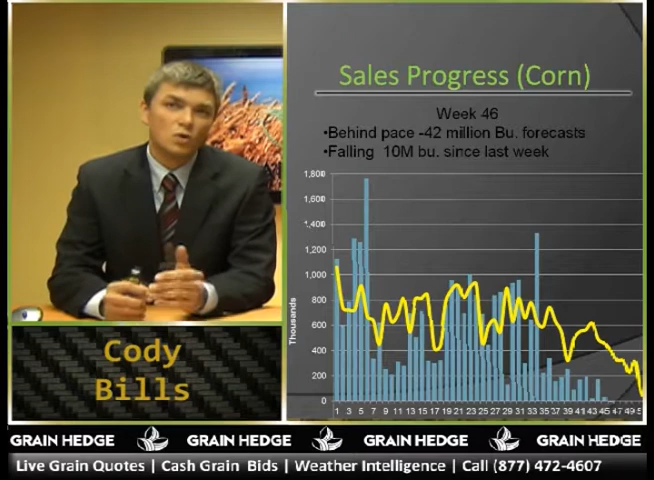 Sales Progress (Corn)
Week 46
•Behind pace -42 million Bu. forecasts
•Falling 10M bu. since last week
1,800
1,600
1,400
1,200
1,000
800
600
400
200
0
Thousands
1 3 5 7 9 11 13 15 17 19 21 23 25 27 29 31 33 35 37 39 41 43 45 47 49 5
Cody
Bills
GRAIN HEDGE GRAIN HEDGE GRAIN HEDGE GRAIN HEDGE
Live Grain Quotes | Cash Grain Bids | Weather Intelligence | Call (877) 472-4607